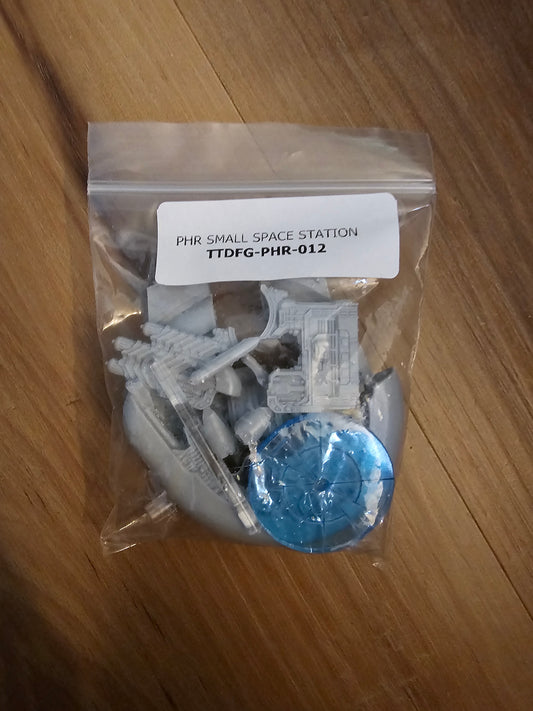 PHR SMALL SPACE STATION
TTDFG-PHR-012